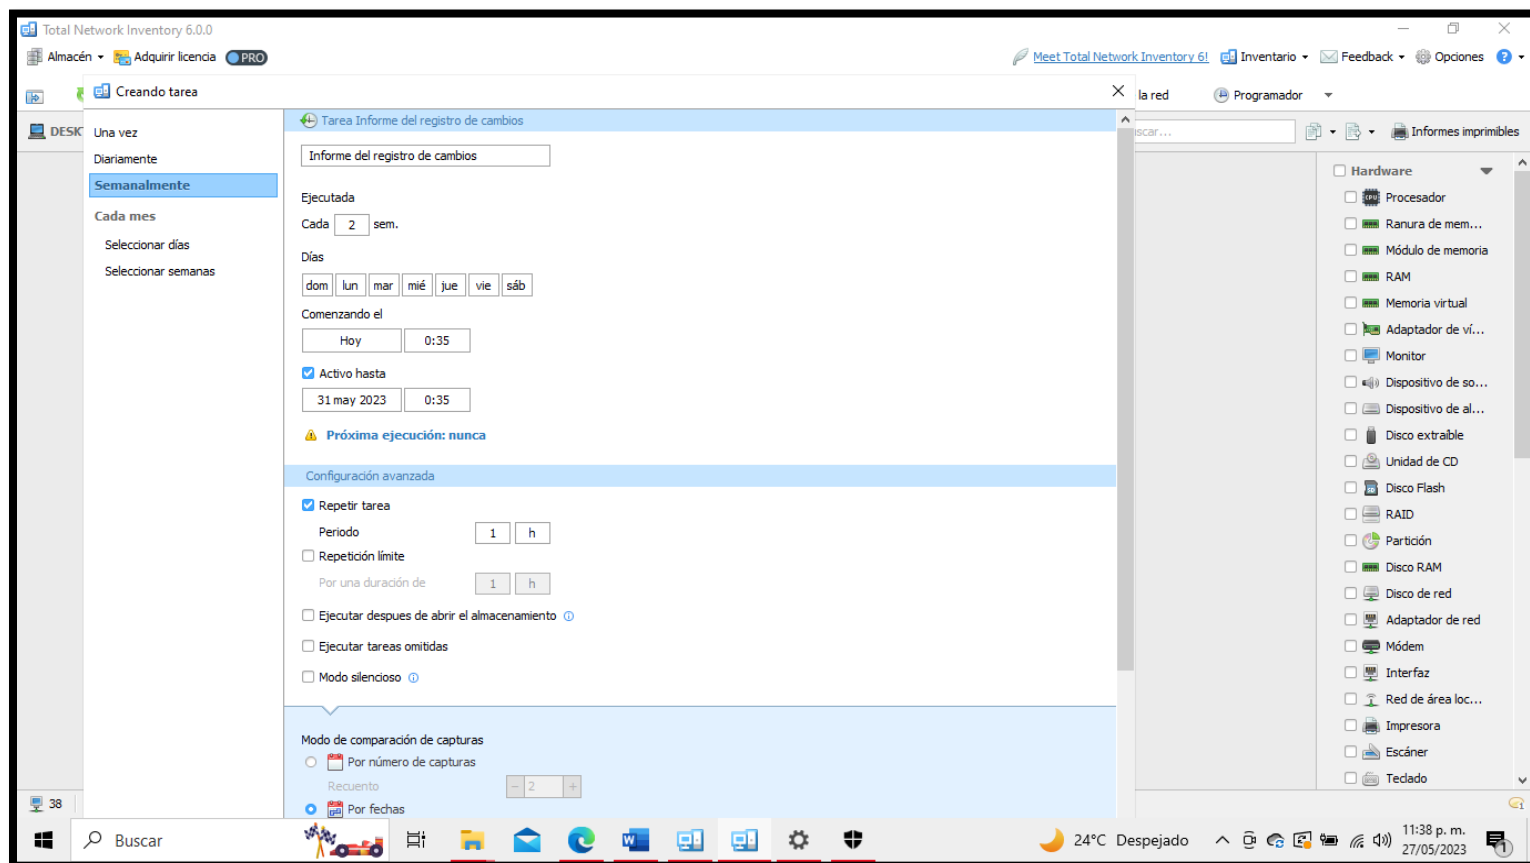 Total Network Inventory 6.0.0
Almacén Adquirir licencia PRO Meet Total Network Inventory 6! Inventario Feedback Opciones ?
Creando tarea la red Programador
DESK
Informes imprimibles
Una vez
Diariamente
Semanalmente
Cada mes
Seleccionar días
Seleccionar semanas
Tarea Informe del registro de cambios
Informe del registro de cambios
Ejecutada
Cada 2 sem.
Días
dom lun mar mié jue vie sáb
Comenzando el
Hoy 0:35
Activo hasta
31 may 2023 0:35
Próxima ejecución: nunca
Configuración avanzada
Repetir tarea
Periodo 1 h
Repetición límite
Por una duración de 1 h
Ejecutar despues de abrir el almacenamiento
Ejecutar tareas omitidas
Modo silencioso
Modo de comparación de capturas
Por número de capturas
Recuento - 2 +
Por fechas
Hardware
Procesador
Ranura de mem...
Módulo de memoria
RAM
Memoria virtual
Adaptador de ví...
Monitor
Dispositivo de so...
Dispositivo de al...
Disco extraíble
Unidad de CD
Disco Flash
RAID
Partición
Disco RAM
Disco de red
Adaptador de red
Módem
Interfaz
Red de área loc...
Impresora
Escáner
Teclado
38
Buscar
24°C Despejado
11:38 p. m.
27/05/2023